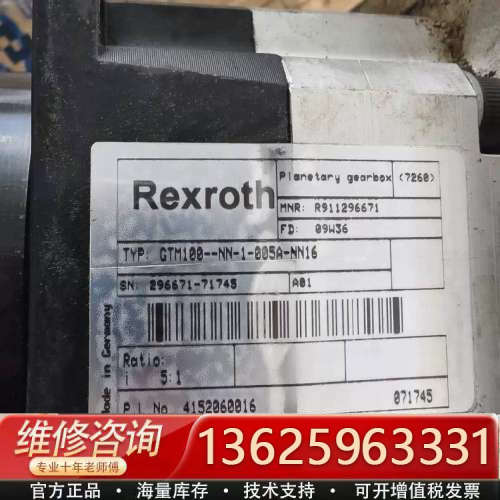 Rexroth
Planetary gearbox (7260)
MNR: R911296671
FD: 09W36
TYP: GTM100--NN-1-005A-NN16
SN: 296671-71745 A01
Made in Germany
Ratio:
i 5:1
P.l No 4152060016 071745
维修咨询
专业十年老师傅
13625963331
官方正品 · 海量库存 · 技术支持 · 可开增值税发票